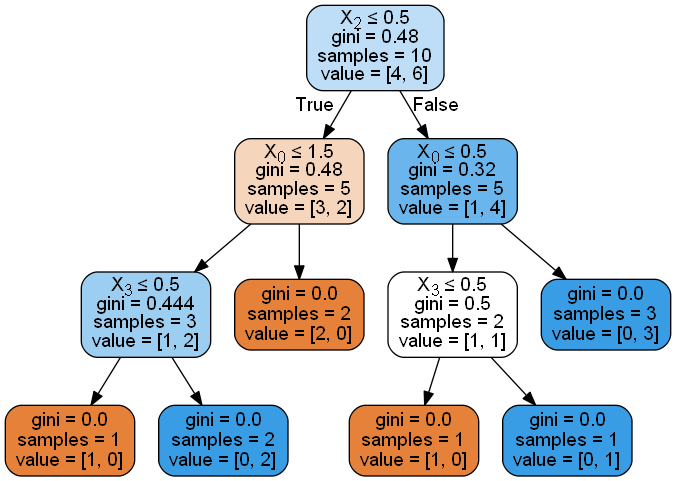 X₂ ≤ 0.5
gini = 0.48
samples = 10
value = [4, 6]
True
False
X₀ ≤ 1.5
gini = 0.48
samples = 5
value = [3, 2]
X₀ ≤ 0.5
gini = 0.32
samples = 5
value = [1, 4]
X₃ ≤ 0.5
gini = 0.444
samples = 3
value = [1, 2]
gini = 0.0
samples = 2
value = [2, 0]
X₃ ≤ 0.5
gini = 0.5
samples = 2
value = [1, 1]
gini = 0.0
samples = 3
value = [0, 3]
gini = 0.0
samples = 1
value = [1, 0]
gini = 0.0
samples = 2
value = [0, 2]
gini = 0.0
samples = 1
value = [1, 0]
gini = 0.0
samples = 1
value = [0, 1]